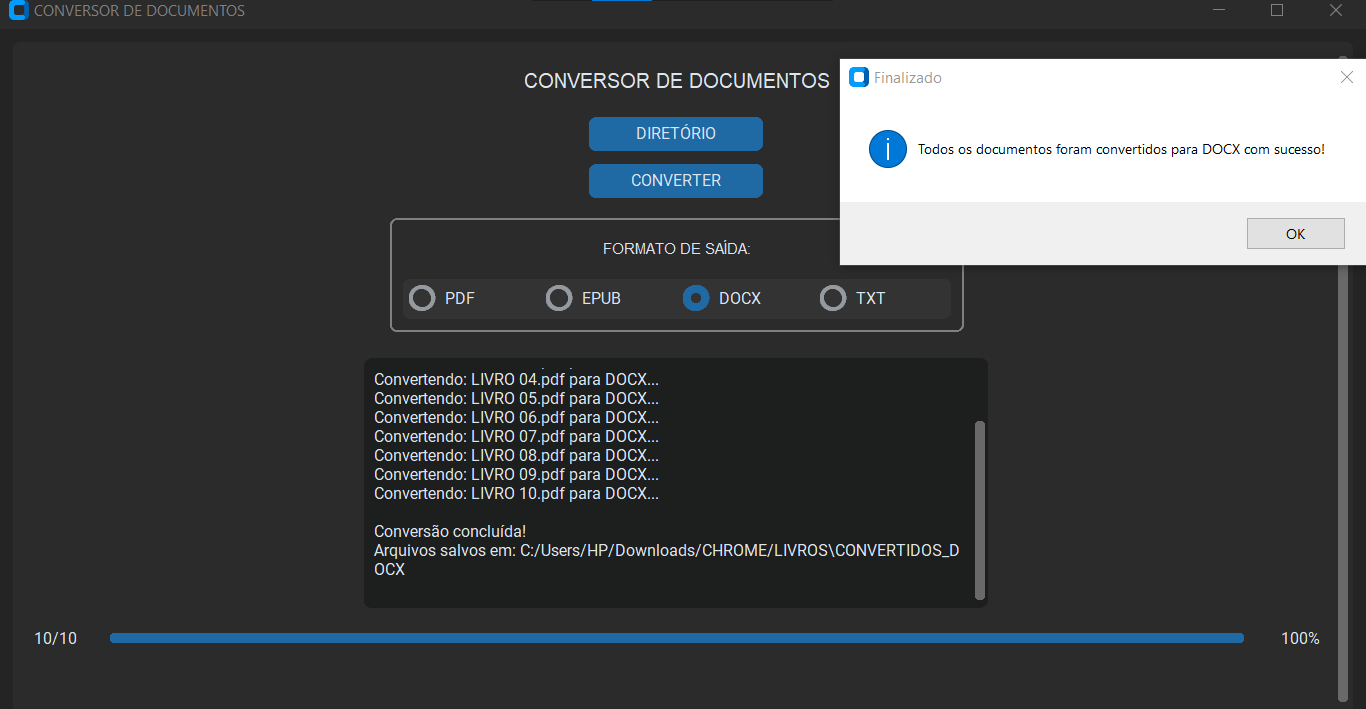 CONVERSOR DE DOCUMENTOS
CONVERSOR DE DOCUMENTOS
Finalizado
DIRETÓRIO
Todos os documentos foram convertidos para DOCX com sucesso!
CONVERTER
OK
FORMATO DE SAÍDA:
PDF EPUB DOCX TXT
Convertendo: LIVRO 04.pdf para DOCX...
Convertendo: LIVRO 05.pdf para DOCX...
Convertendo: LIVRO 06.pdf para DOCX...
Convertendo: LIVRO 07.pdf para DOCX...
Convertendo: LIVRO 08.pdf para DOCX...
Convertendo: LIVRO 09.pdf para DOCX...
Convertendo: LIVRO 10.pdf para DOCX...
Conversão concluída!
Arquivos salvos em: C:/Users/HP/Downloads/CHROME/LIVROS\CONVERTIDOS_D
OCX
10/10 100%